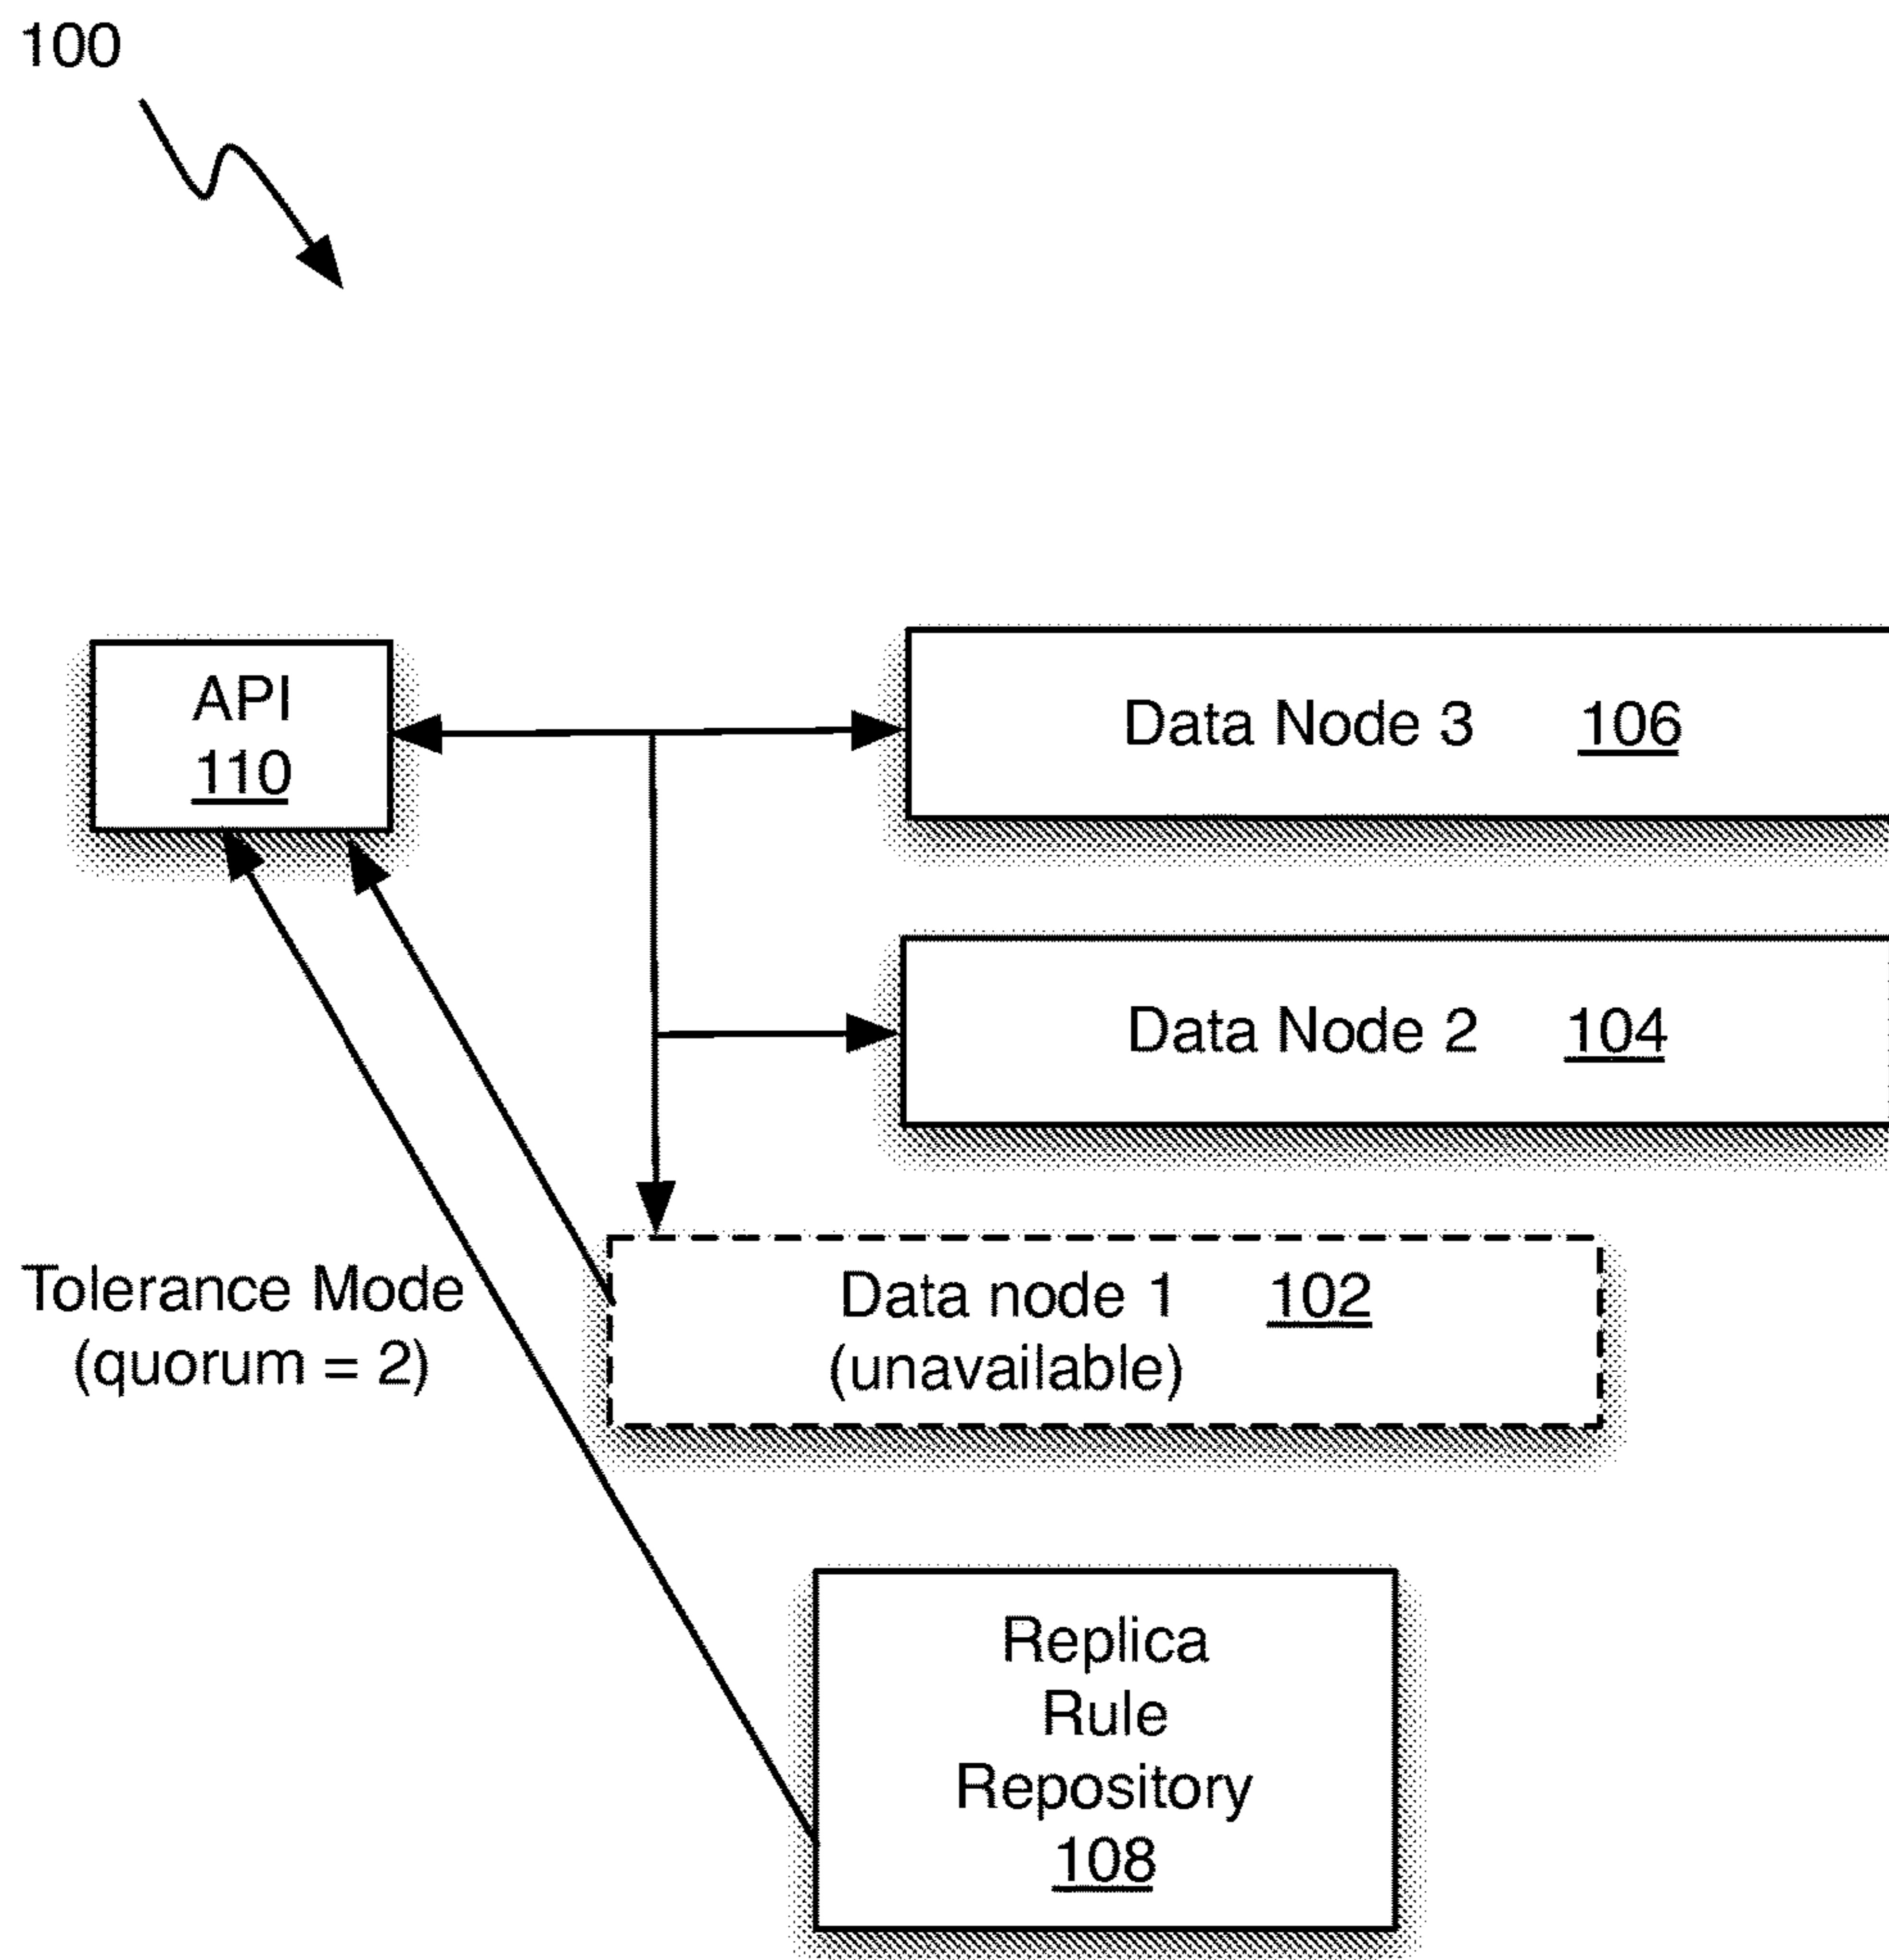 100
API
110
Data Node 3 106
Data Node 2 104
Tolerance Mode
(quorum = 2)
Data node 1 102
(unavailable)
Replica
Rule
Repository
108